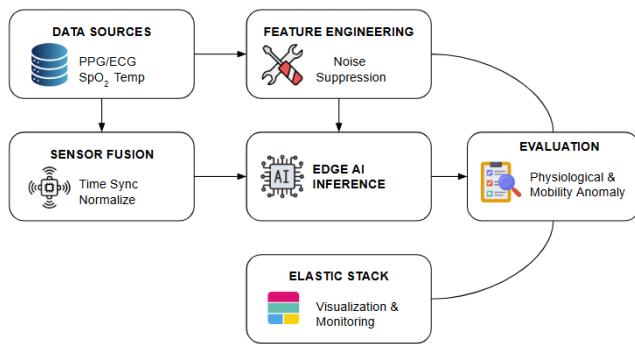 DATA SOURCES
PPG/ECG
SpO₂ Temp
FEATURE ENGINEERING
Noise
Suppression
SENSOR FUSION
Time Sync
Normalize
AI
EDGE AI
INFERENCE
EVALUATION
Physiological &
Mobility Anomaly
ELASTIC STACK
Visualization &
Monitoring